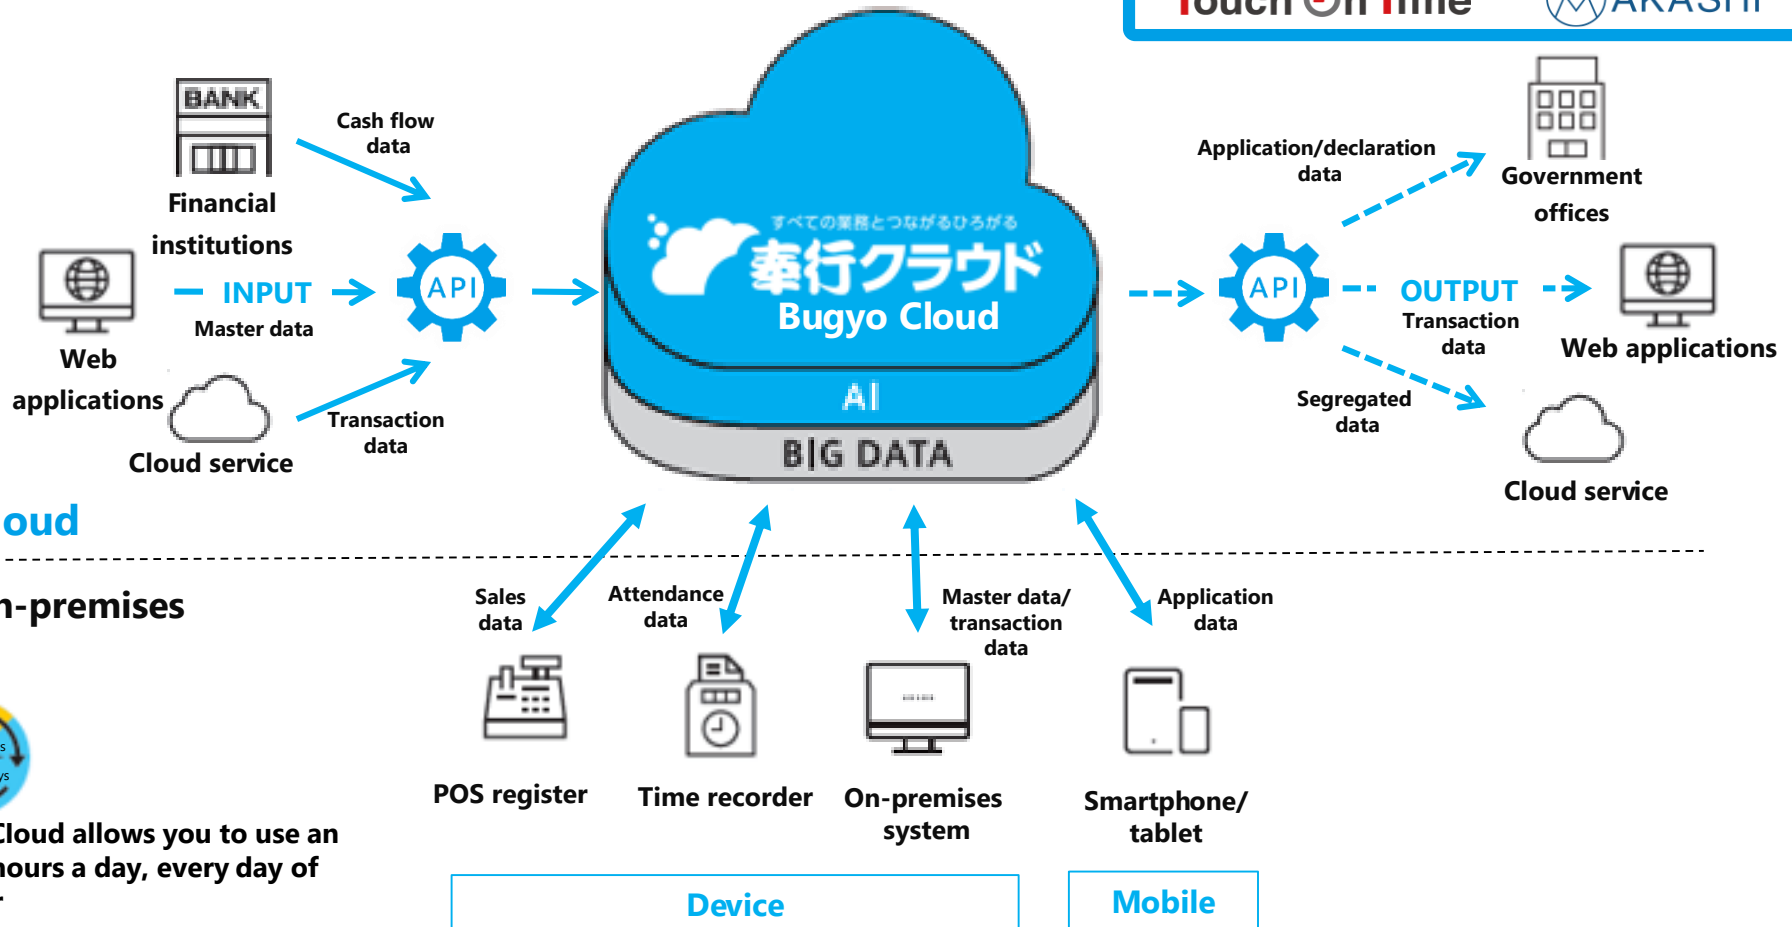 Touch On Time
AKASHI
BANK
Cash flow
data
Financial
institutions
INPUT
Master data
API
Web
applications
Transaction
data
Cloud service
すべての業務とつながるひろがる
奉行クラウド
Bugyo Cloud
AI
BIG DATA
Application/declaration
data
Government
offices
API
OUTPUT
Transaction
data
Web applications
Segregated
data
Cloud service
oud
n-premises
Sales
data
Attendance
data
Master data/
transaction
data
Application
data
POS register
Time recorder
On-premises
system
Smartphone/
tablet
Cloud allows you to use an
hours a day, every day of
Device
Mobile